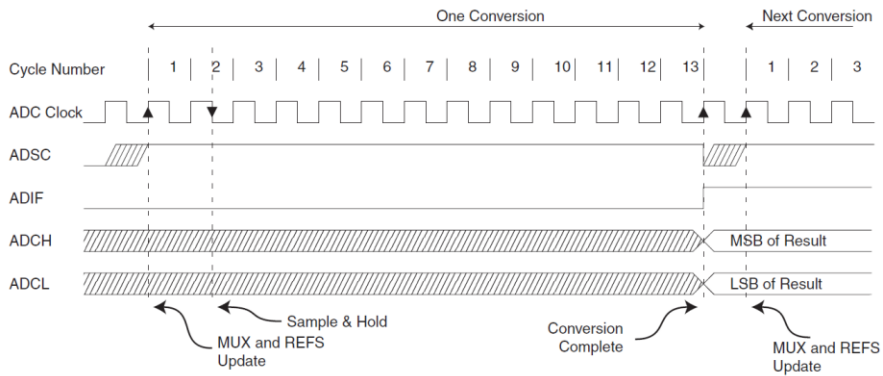 One Conversion
Next Conversion
Cycle Number 1 2 3 4 5 6 7 8 9 10 11 12 13 1 2 3
ADC Clock
ADSC
ADIF
ADCH
MSB of Result
ADCL
LSB of Result
Sample & Hold
MUX and REFS
Update
Conversion
Complete
MUX and REFS
Update